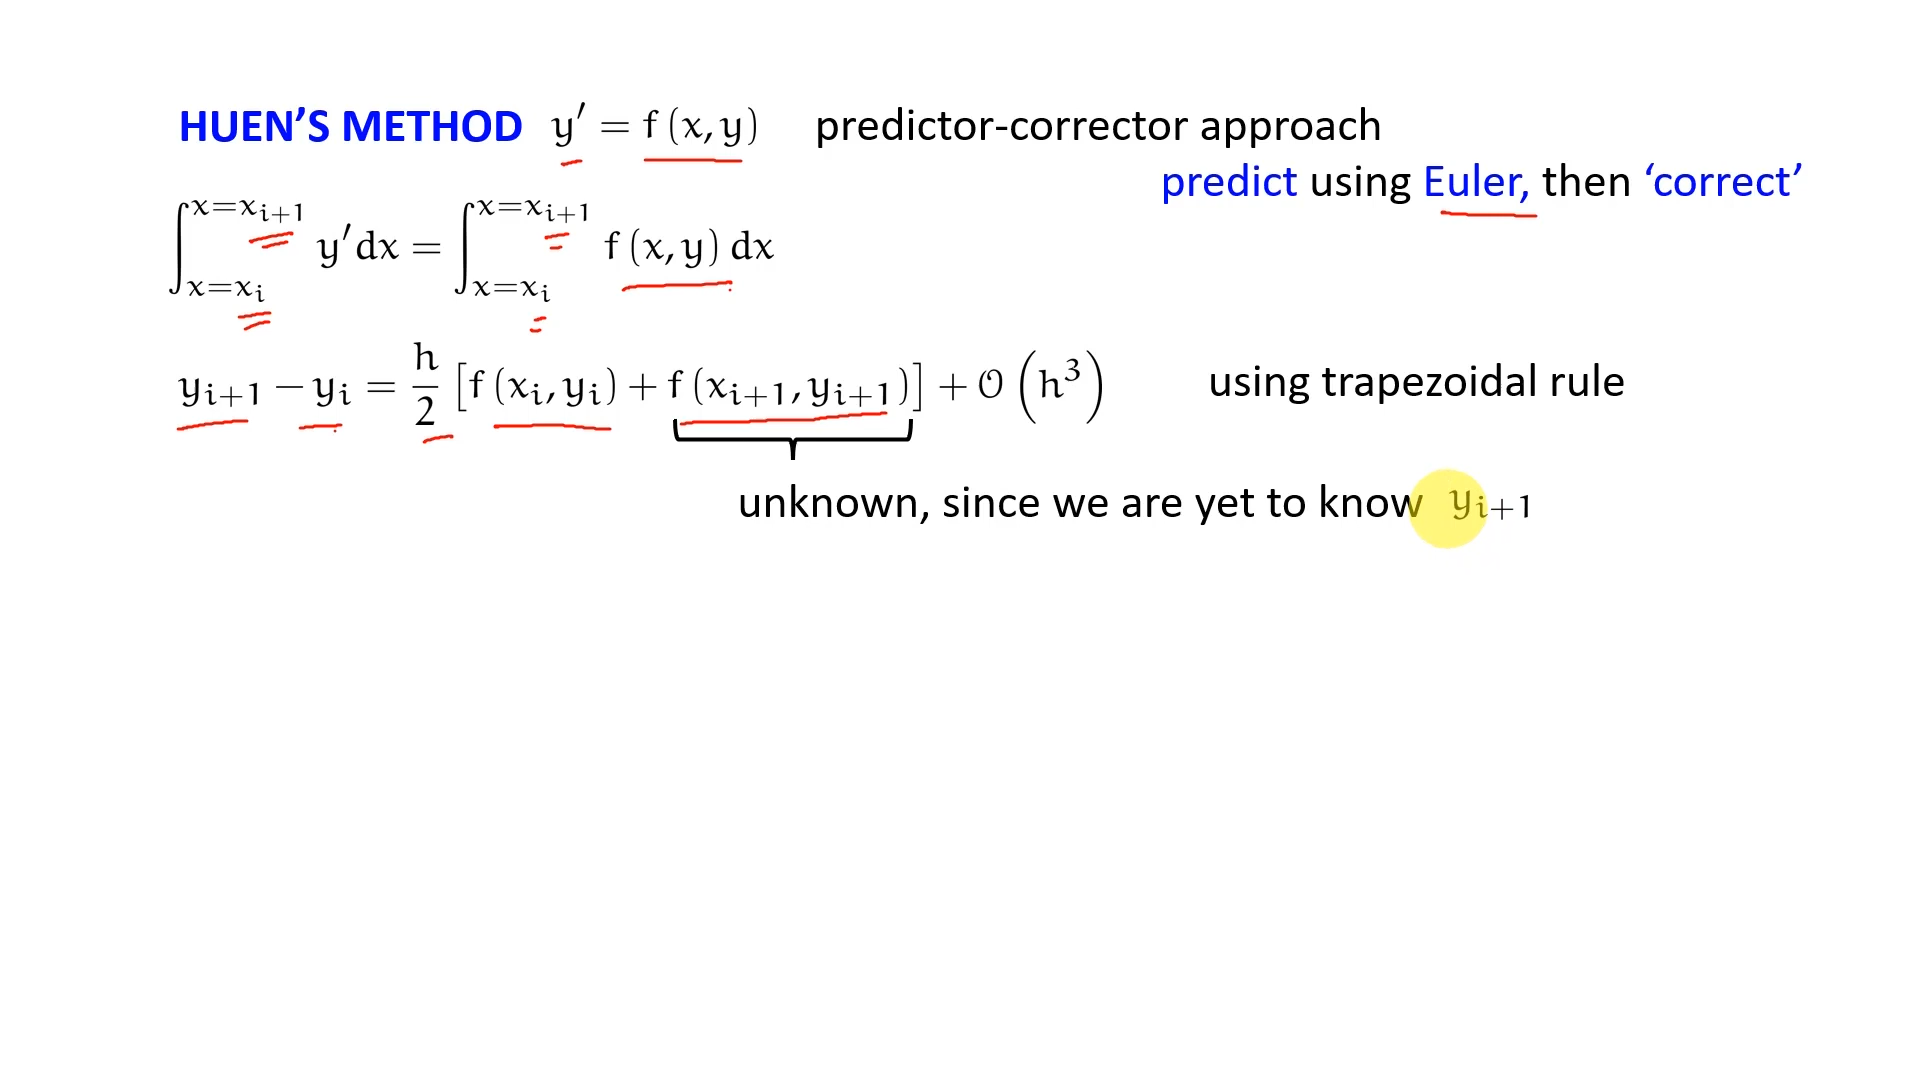 HUEN’S METHOD y′ = f (x, y) predictor-corrector approach
predict using Euler, then ‘correct’
∫_{x=x_i}^{x=x_{i+1}} y′dx = ∫_{x=x_i}^{x=x_{i+1}} f (x, y) dx
y_{i+1} − y_i = h/2 [f (x_i, y_i) + f (x_{i+1}, y_{i+1})] + O (h^3) using trapezoidal rule
unknown, since we are yet to know y_{i+1}